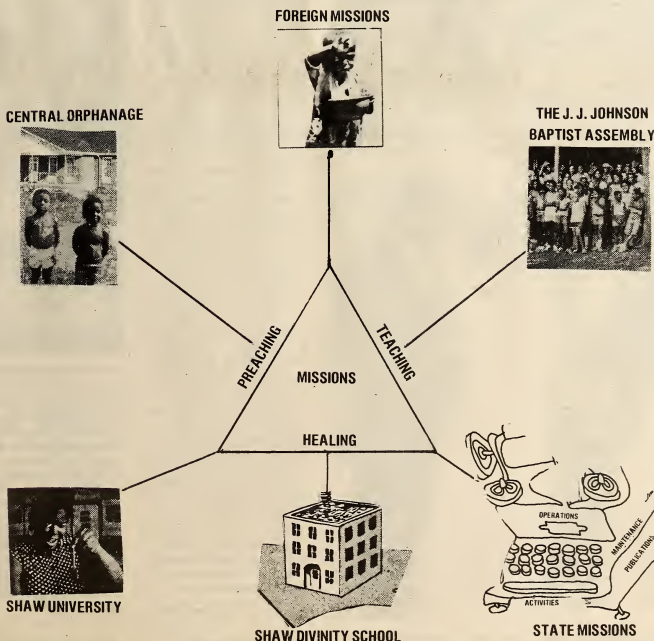 FOREIGN MISSIONS
CENTRAL ORPHANAGE
THE J. J. JOHNSON
BAPTIST ASSEMBLY
PREACHING
TEACHING
MISSIONS
HEALING
OPERATIONS
MAINTENANCE
PUBLICATIONS
ACTIVITIES
SHAW UNIVERSITY
SHAW DIVINITY SCHOOL
STATE MISSIONS